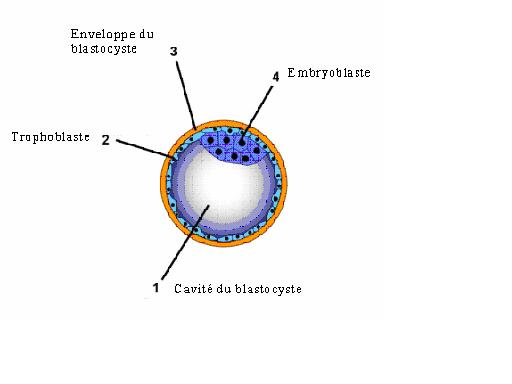 Enveloppe du
blastocyste
3
4 Embryoblaste
Trophoblaste 2
1 Cavité du blastocyste